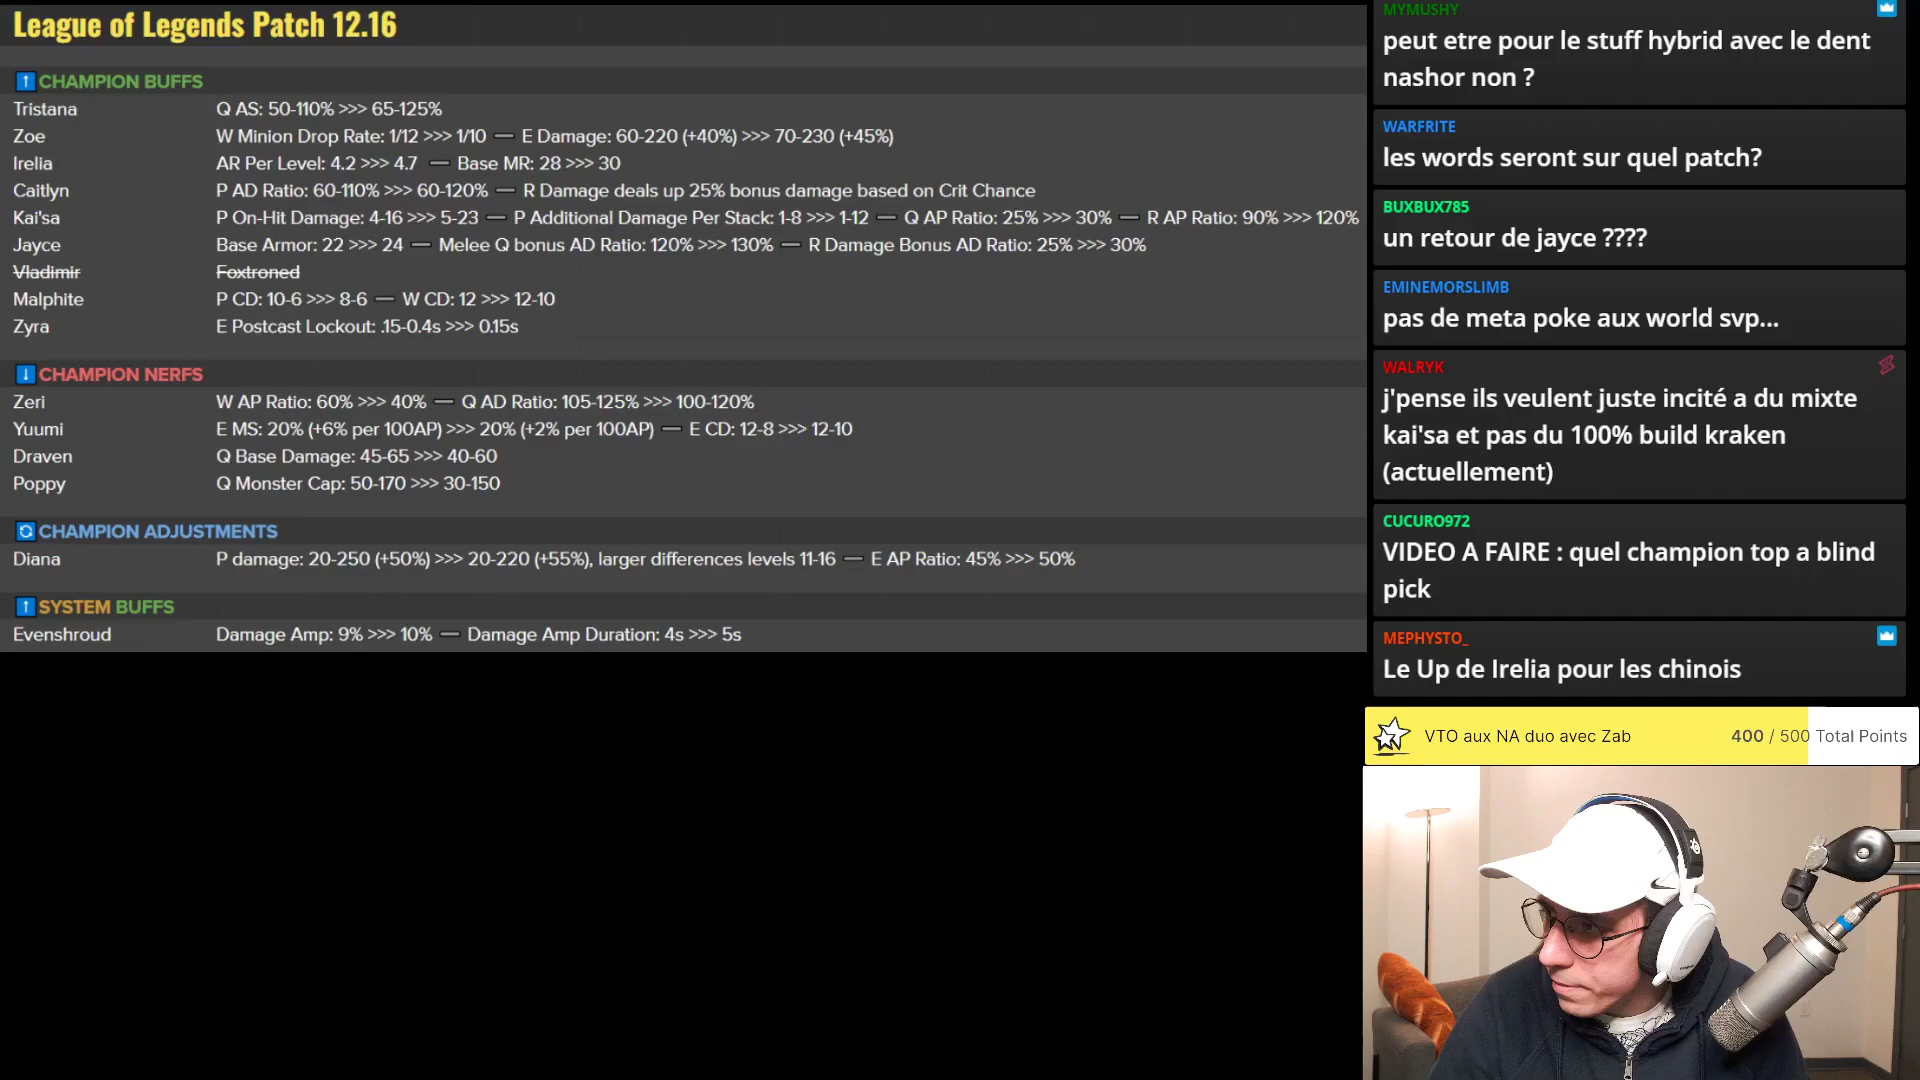 League of Legends Patch 12.16
↑ CHAMPION BUFFS
Tristana Q AS: 50-110% >>> 65-125%
Zoe W Minion Drop Rate: 1/12 >>> 1/10 — E Damage: 60-220 (+40%) >>> 70-230 (+45%)
Irelia AR Per Level: 4.2 >>> 4.7 — Base MR: 28 >>> 30
Caitlyn P AD Ratio: 60-110% >>> 60-120% — R Damage deals up 25% bonus damage based on Crit Chance
Kai'sa P On-Hit Damage: 4-16 >>> 5-23 — P Additional Damage Per Stack: 1-8 >>> 1-12 — Q AP Ratio: 25% >>> 30% — R AP Ratio: 90% >>> 120%
Jayce Base Armor: 22 >>> 24 — Melee Q bonus AD Ratio: 120% >>> 130% — R Damage Bonus AD Ratio: 25% >>> 30%
Vladimir Foxtroned
Malphite P CD: 10-6 >>> 8-6 — W CD: 12 >>> 12-10
Zyra E Postcast Lockout: .15-0.4s >>> 0.15s
↓ CHAMPION NERFS
Zeri W AP Ratio: 60% >>> 40% — Q AD Ratio: 105-125% >>> 100-120%
Yuumi E MS: 20% (+6% per 100AP) >>> 20% (+2% per 100AP) — E CD: 12-8 >>> 12-10
Draven Q Base Damage: 45-65 >>> 40-60
Poppy Q Monster Cap: 50-170 >>> 30-150
CHAMPION ADJUSTMENTS
Diana P damage: 20-250 (+50%) >>> 20-220 (+55%), larger differences levels 11-16 — E AP Ratio: 45% >>> 50%
↑ SYSTEM BUFFS
Evenshroud Damage Amp: 9% >>> 10% — Damage Amp Duration: 4s >>> 5s
MYMUSHY
peut etre pour le stuff hybrid avec le dent
nashor non ?
WARFRITE
les words seront sur quel patch?
BUXBUX785
un retour de jayce ????
EMINEMORSLIMB
pas de meta poke aux world svp...
WALRYK
j'pense ils veulent juste incité a du mixte
kai'sa et pas du 100% build kraken
(actuellement)
CUCURO972
VIDEO A FAIRE : quel champion top a blind
pick
MEPHYSTO_
Le Up de Irelia pour les chinois
VTO aux NA duo avec Zab 400 / 500 Total Points